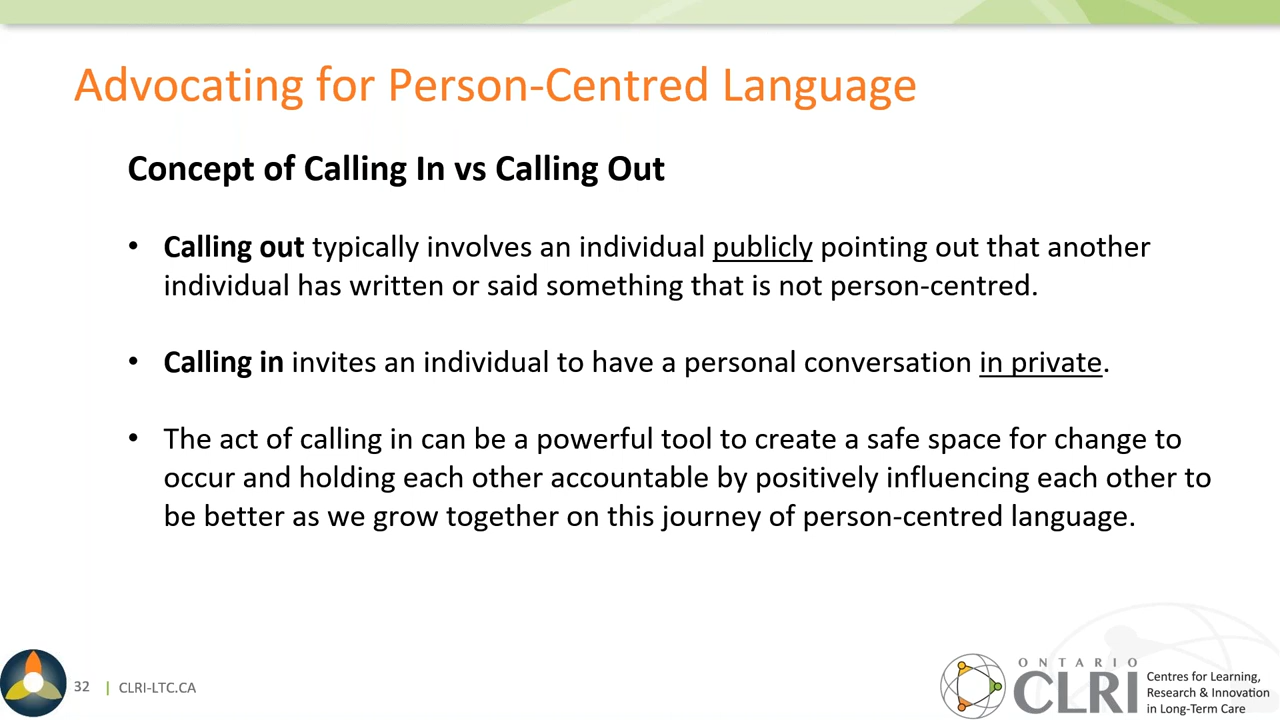 Advocating for Person-Centred Language
Concept of Calling In vs Calling Out
• Calling out typically involves an individual publicly pointing out that another
individual has written or said something that is not person-centred.
• Calling in invites an individual to have a personal conversation in private.
• The act of calling in can be a powerful tool to create a safe space for change to
occur and holding each other accountable by positively influencing each other to
be better as we grow together on this journey of person-centred language.
32 | CLRI-LTC.CA
ONTARIO
CLRI
Centres for Learning,
Research & Innovation
in Long-Term Care